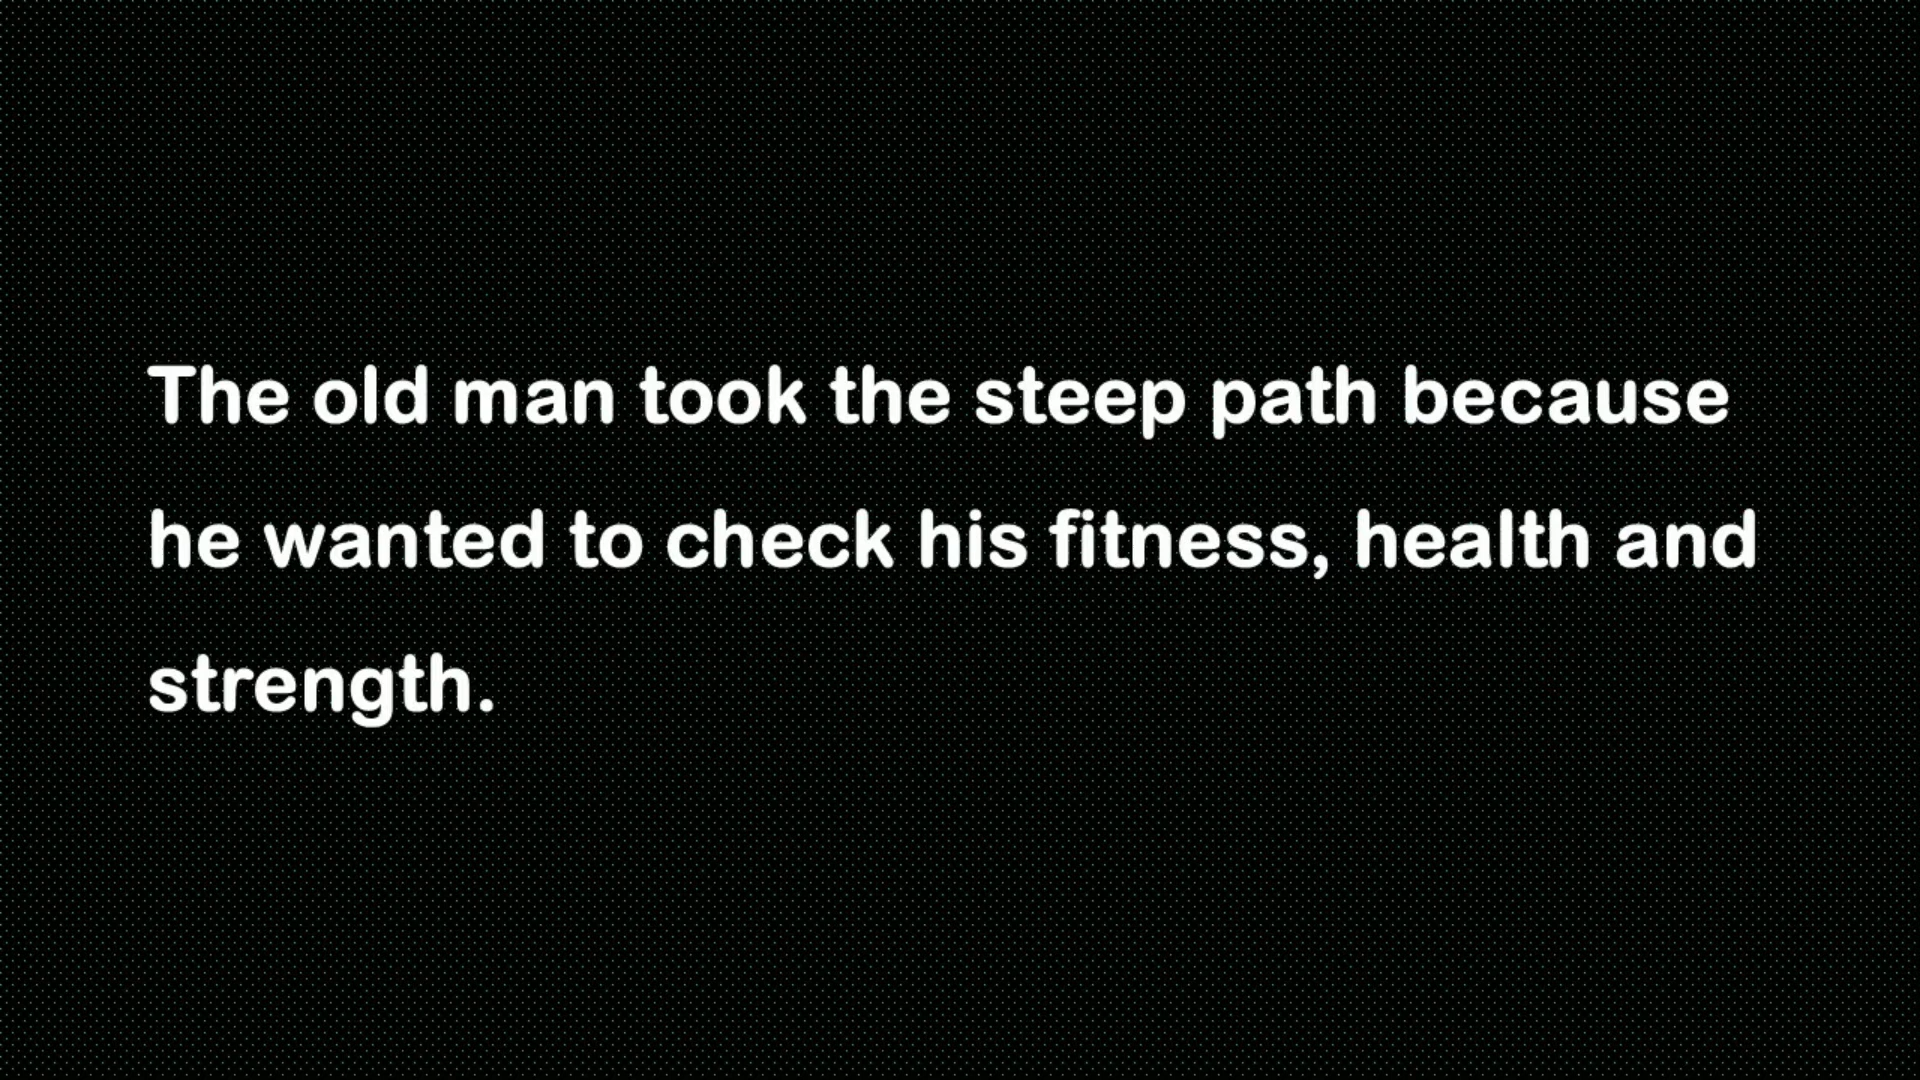 The old man took the steep path because
he wanted to check his fitness, health and
strength.